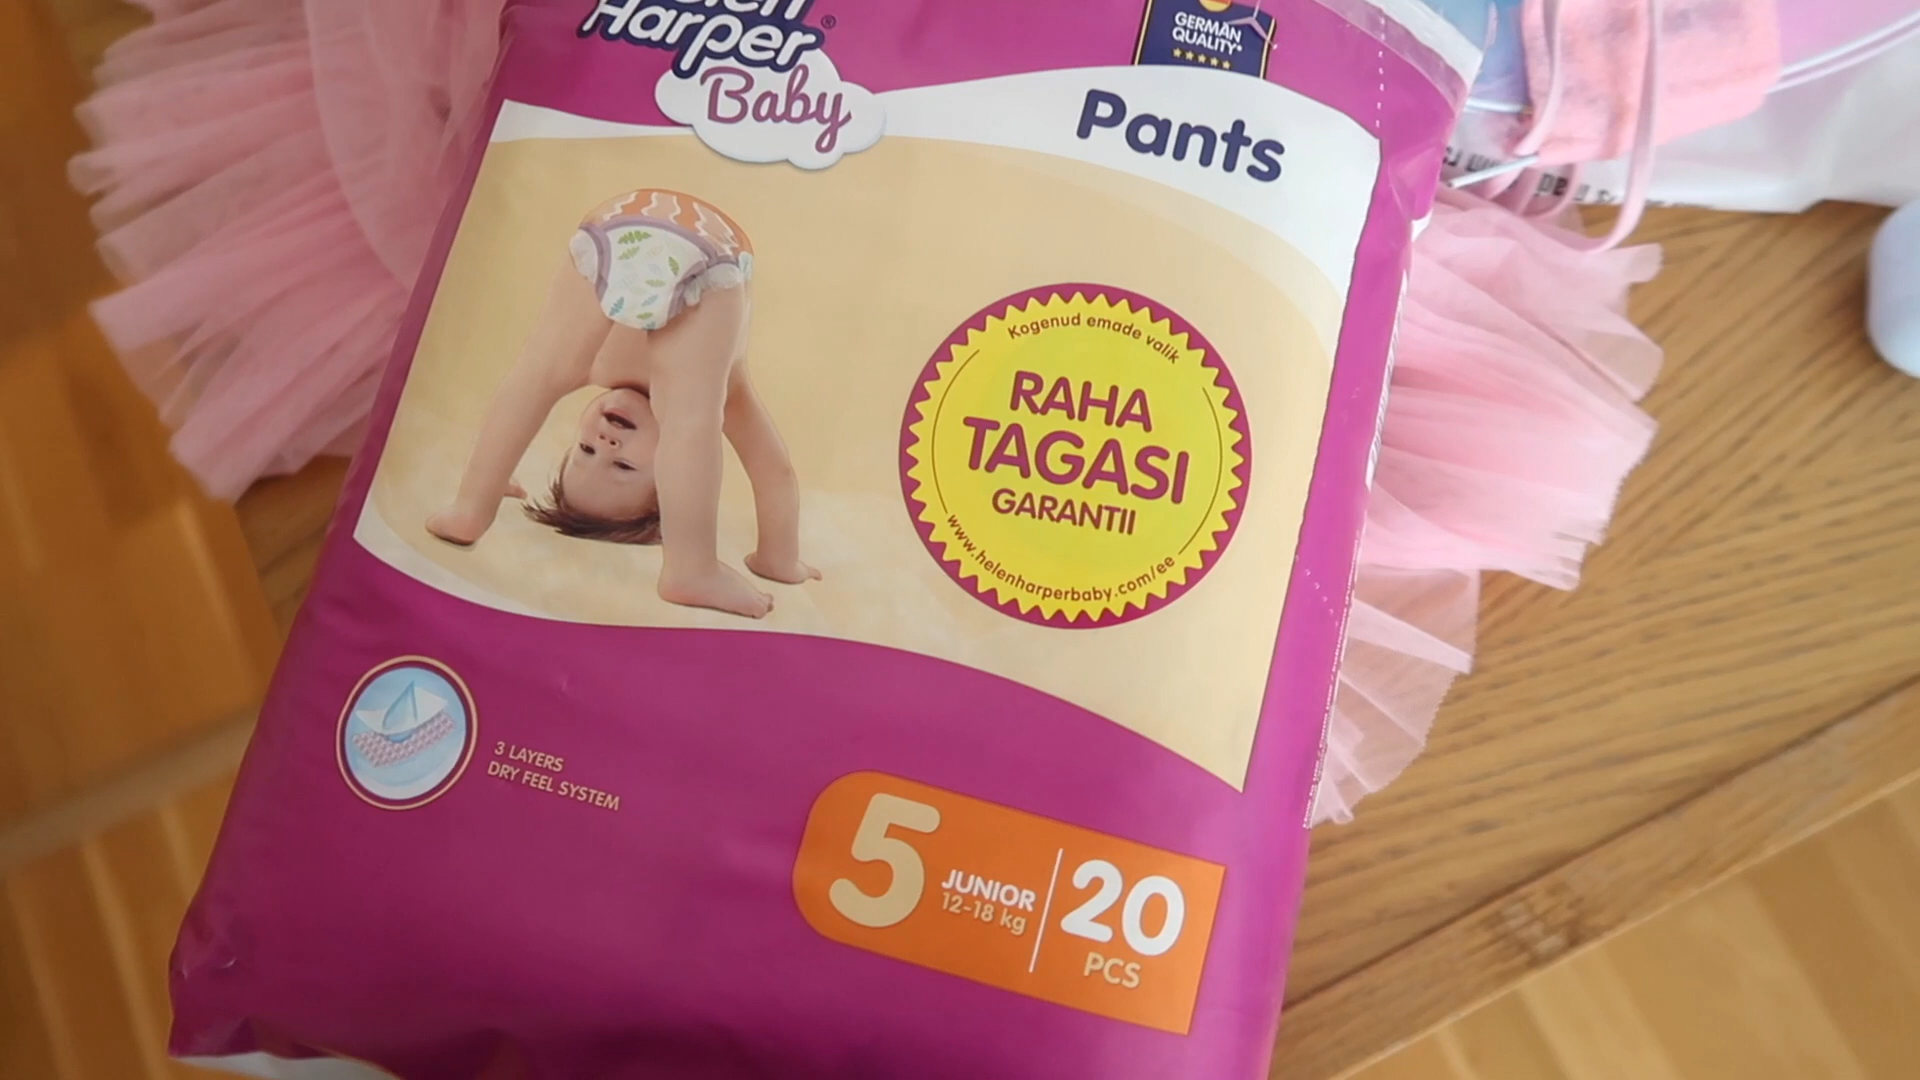 Harper®
Baby
GERMAN
QUALITY*
Pants
Kogenud emade valik
RAHA
TAGASI
GARANTII
www.helenharperbaby.com/ee
3 LAYERS
DRY FEEL SYSTEM
5
JUNIOR
12-18 kg
20
PCS